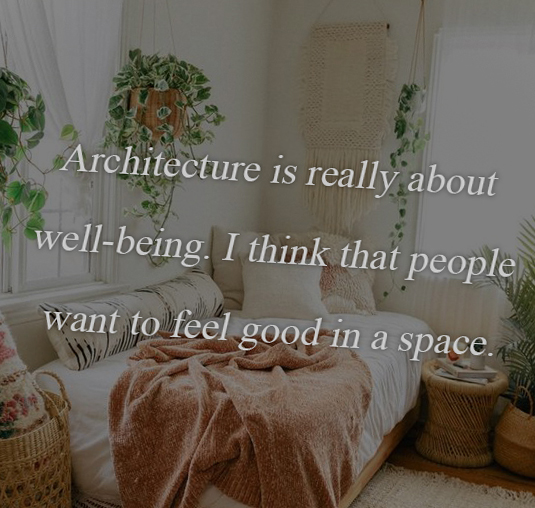 Architecture is really about
well-being. I think that people
want to feel good in a space.